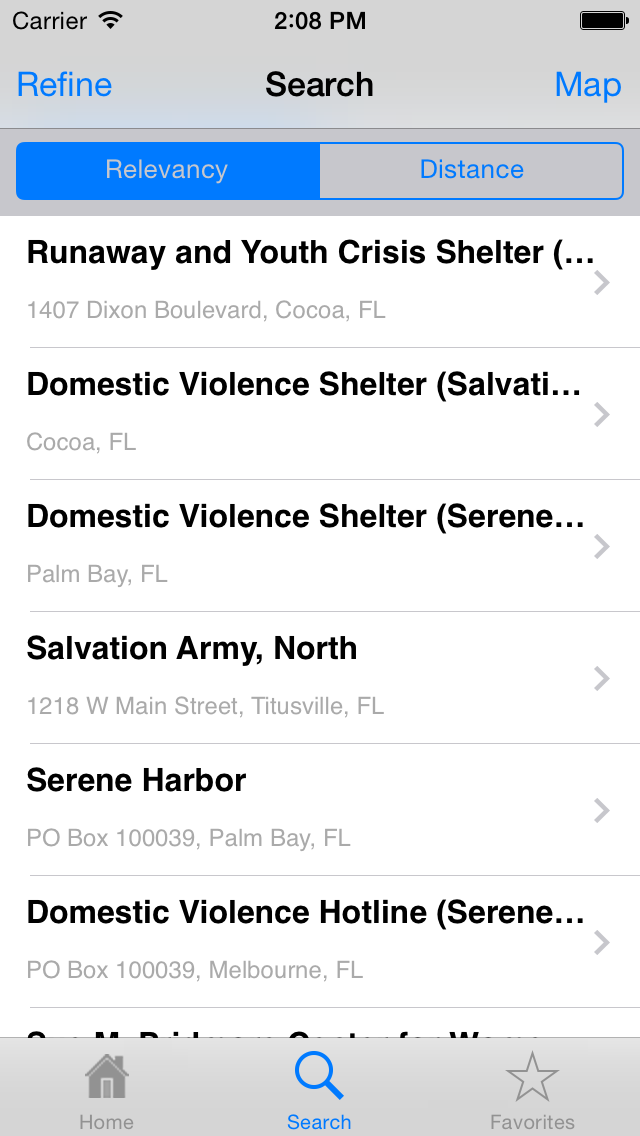 Carrier 2:08 PM
Refine Search Map
Relevancy Distance
Runaway and Youth Crisis Shelter (...
1407 Dixon Boulevard, Cocoa, FL
Domestic Violence Shelter (Salvati...
Cocoa, FL
Domestic Violence Shelter (Serene...
Palm Bay, FL
Salvation Army, North
1218 W Main Street, Titusville, FL
Serene Harbor
PO Box 100039, Palm Bay, FL
Domestic Violence Hotline (Serene...
PO Box 100039, Melbourne, FL
Center for
Home Search Favorites